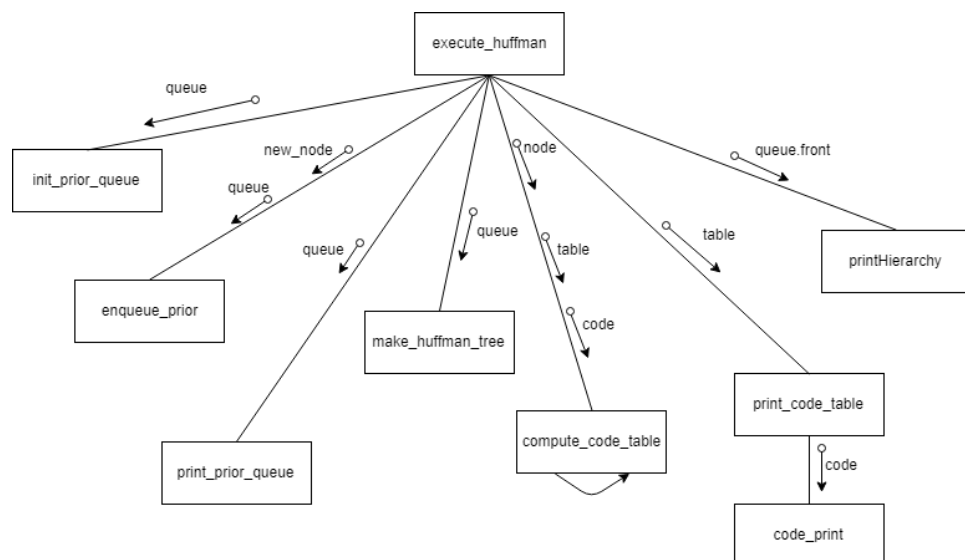 execute_huffman
queue
new_node
node
queue.front
init_prior_queue
queue
table
queue
queue
table
printHierarchy
enqueue_prior
code
make_huffman_tree
print_code_table
compute_code_table
print_prior_queue
code
code_print